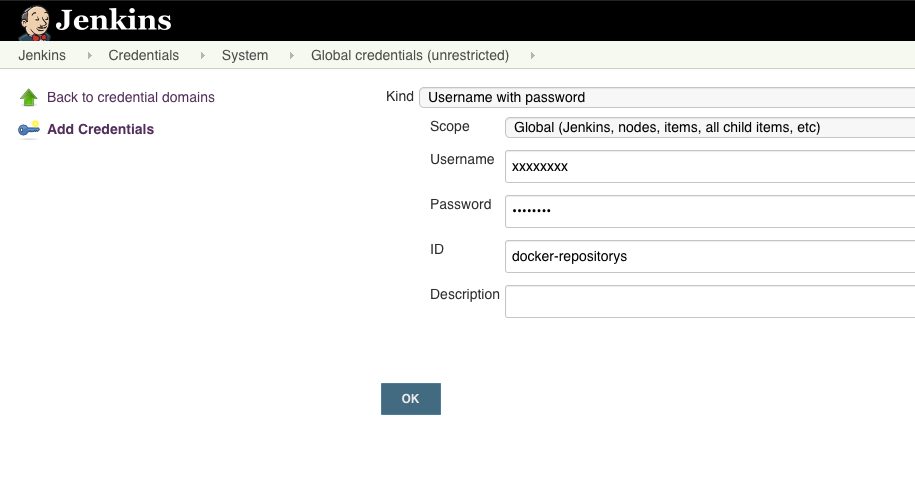 Jenkins
Jenkins Credentials System Global credentials (unrestricted)
Back to credential domains
Add Credentials
Kind Username with password
Scope Global (Jenkins, nodes, items, all child items, etc)
Username xxxxxxxx
Password ••••••••
ID docker-repositorys
Description
OK